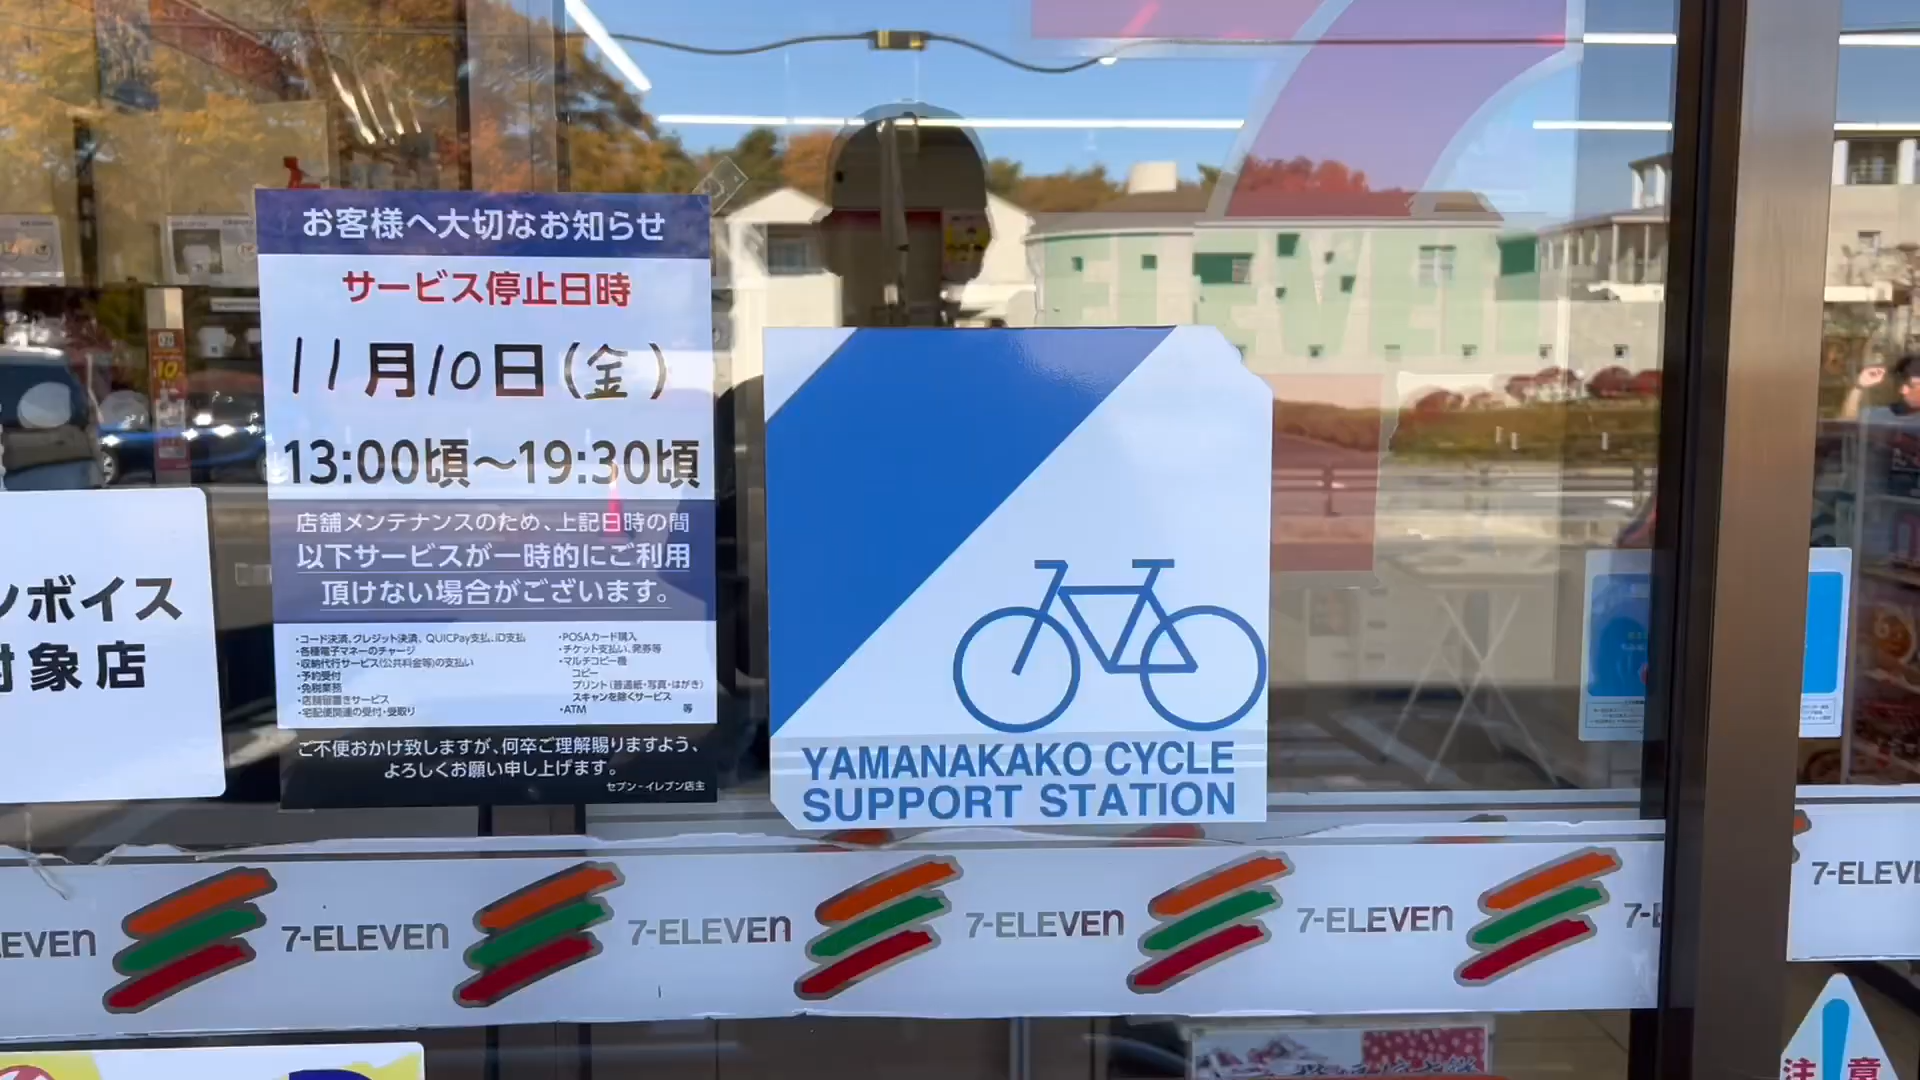 お客様へ大切なお知らせ
サービス停止日時
11月10日(金)
13:00頃〜19:30頃
店舗メンテナンスのため、上記日時の間
以下サービスが一時的にご利用
頂けない場合がございます。
・コード決済、クレジット決済、QUICPay支払、iD支払
・各種電子マネーのチャージ
・収納代行サービス(公共料金等)の支払い
・予約受付
・免税業務
・店舗留置きサービス
・宅配便関連の受付・受取り
・POSAカード購入
・チケット支払い、発券等
・マルチコピー機
コピー
プリント(普通紙・写真・はがき)
スキャンを除くサービス
・ATM 等
ご不便おかけ致しますが、何卒ご理解賜りますよう、
よろしくお願い申し上げます。
セブン-イレブン店主
ンボイス
対象店
YAMANAKAKO CYCLE
SUPPORT STATION
ELEVEN
EVEn 7-ELEVEn 7-ELEVEn 7-ELEVEn 7-ELEVEn 7-E
7-ELEVE
注意